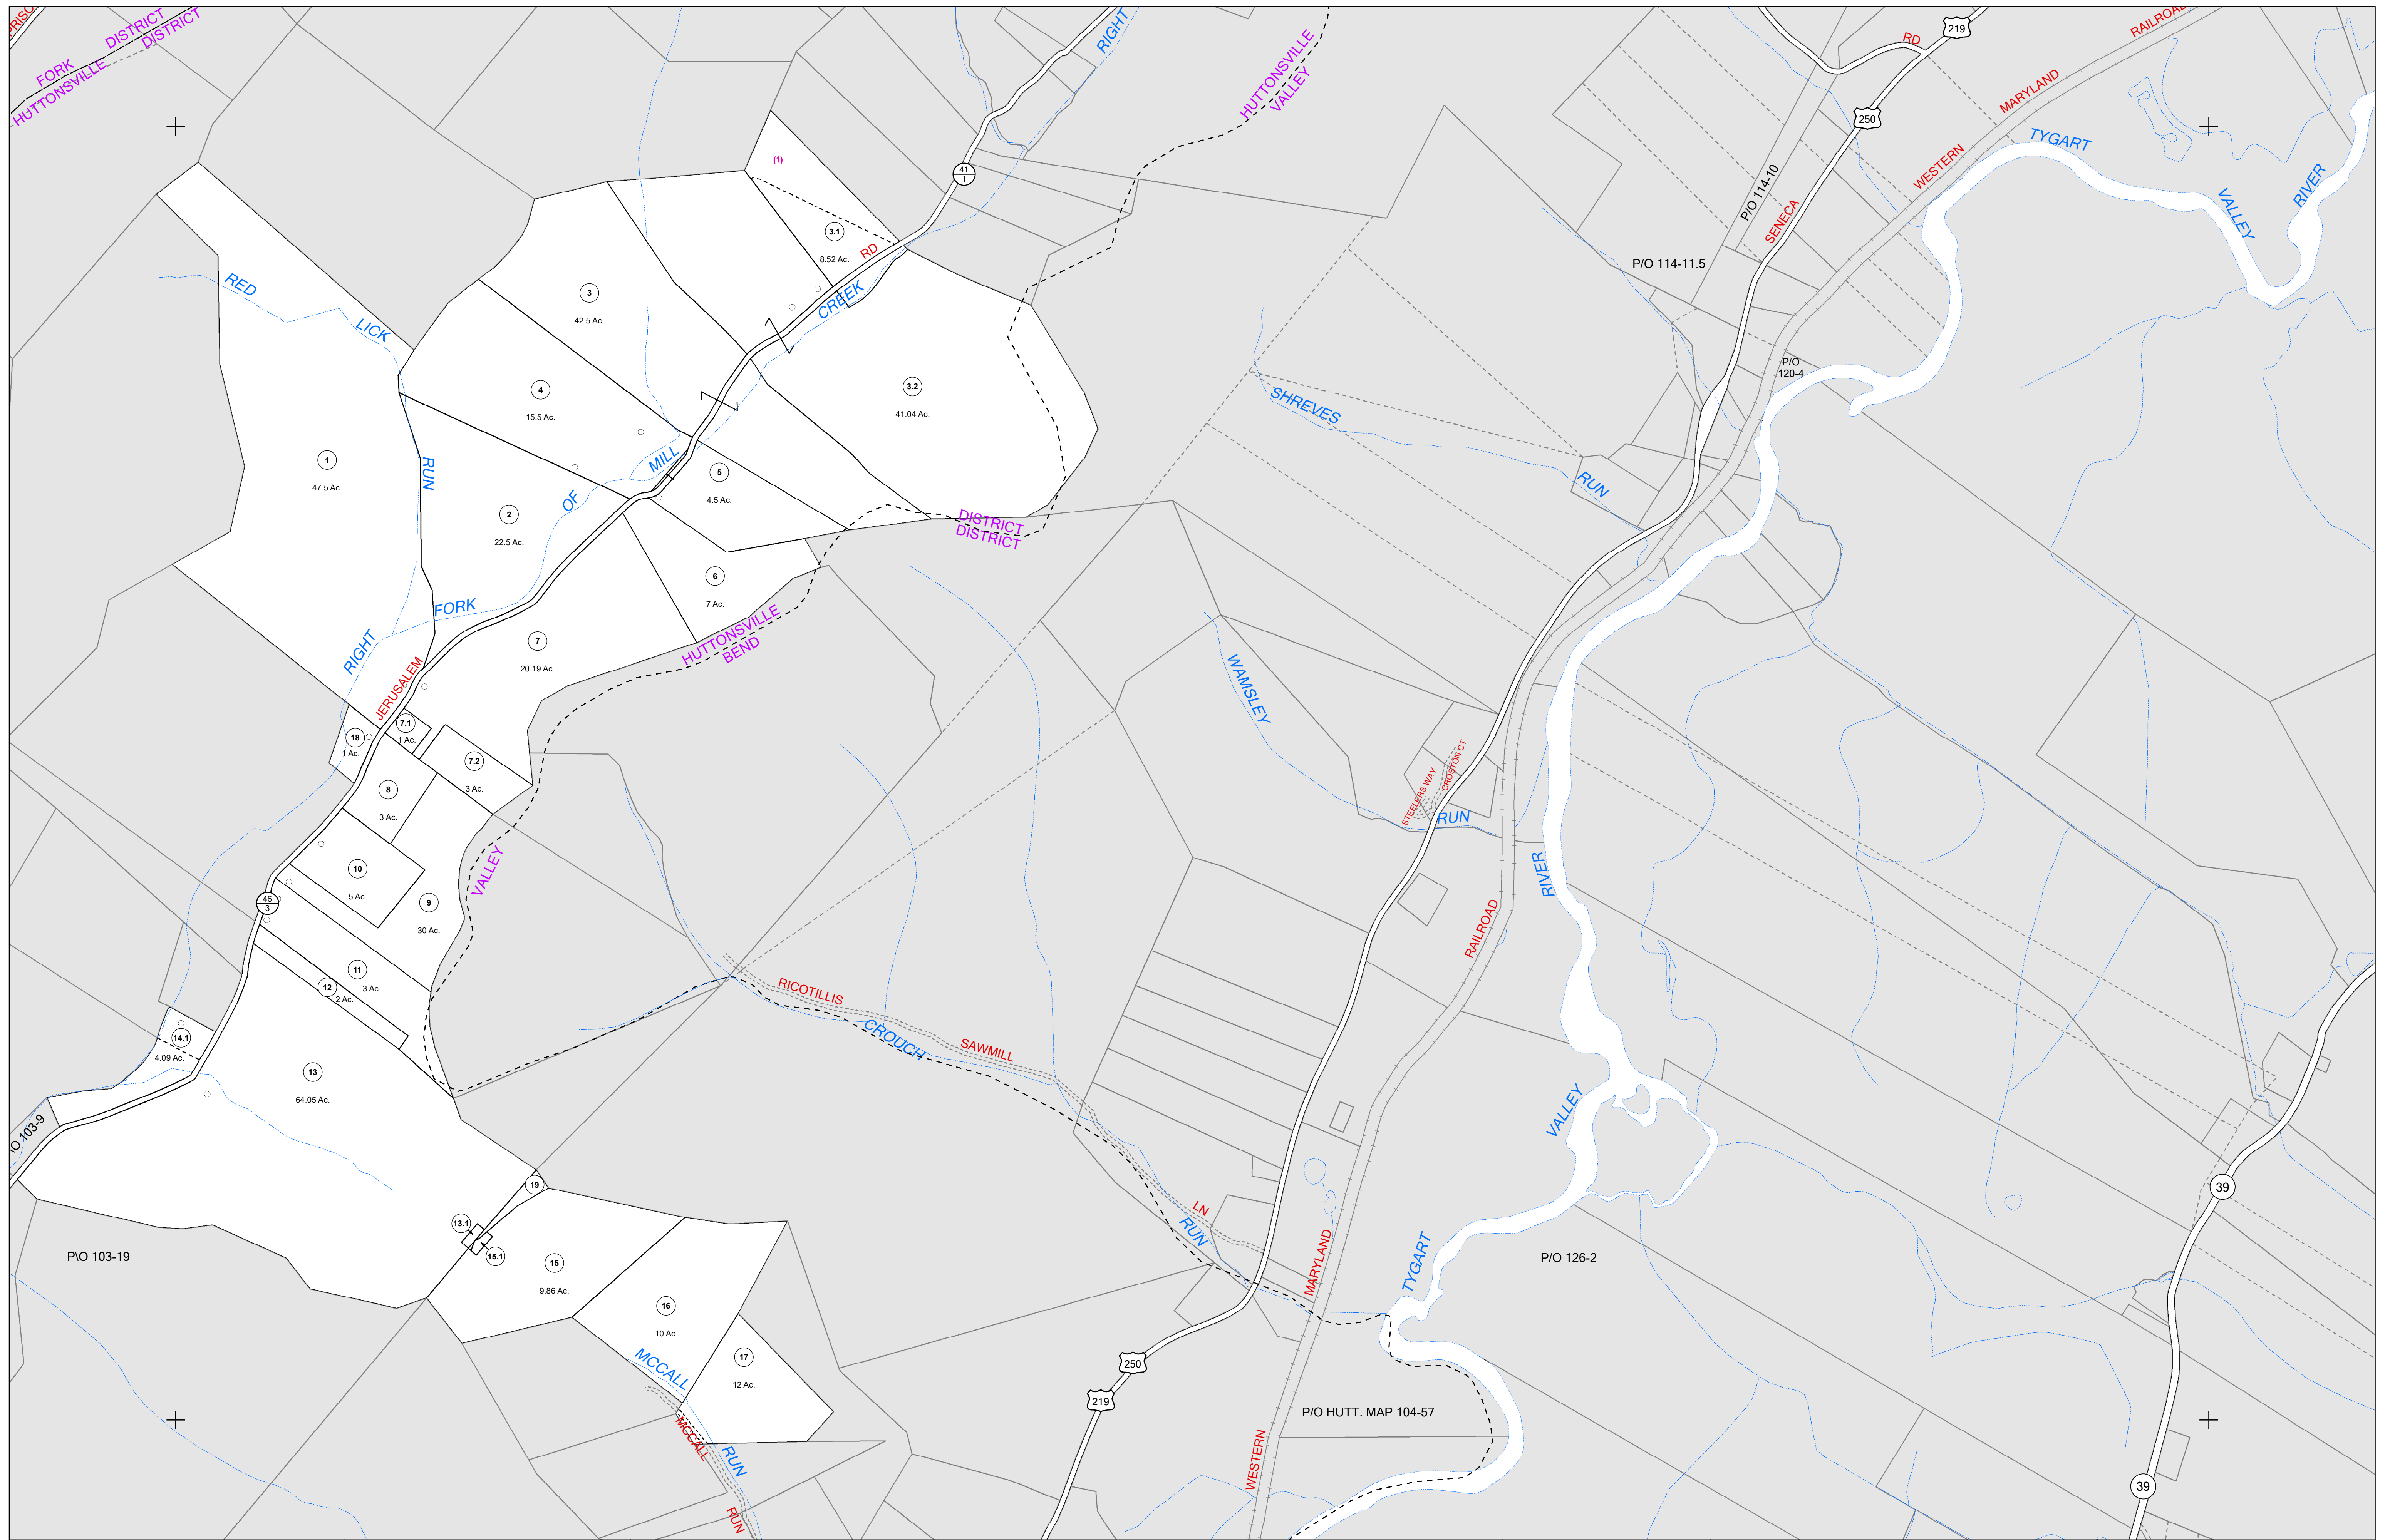 PRISO
FORK DISTRICT
HUTTONSVILLE DISTRICT
RIGHT
HUTTONSVILLE
VALLEY
219
RD
RAILROAD
MARYLAND
250
WESTERN
TYGART
VALLEY
RIVER
P/O 114-10
SENECA
P/O 114-11.5
P/O
120-4
(1)
41
1
3.1
8.52 Ac.
RD
CREEK
RED
LICK
RUN
3
42.5 Ac.
4
15.5 Ac.
3.2
41.04 Ac.
SHREVES
RUN
1
47.5 Ac.
MILL
OF
5
4.5 Ac.
2
22.5 Ac.
DISTRICT
DISTRICT
6
7 Ac.
FORK
RIGHT
7
20.19 Ac.
HUTTONSVILLE
BEND
JERUSALEM
WAMSLEY
RUN
STEELERS WAY
CROSTON CT
18
1 Ac.
7.1
1 Ac.
7.2
3 Ac.
8
3 Ac.
VALLEY
10
5 Ac.
9
30 Ac.
46
3
RIVER
RAILROAD
11
3 Ac.
12
2 Ac.
RICOTILLIS
SAWMILL
LN
CROUCH
RUN
14.1
4.09 Ac.
13
64.05 Ac.
VALLEY
\O 103-9
19
39
13.1
15.1
P\O 103-19
15
9.86 Ac.
MARYLAND
TYGART
P/O 126-2
16
10 Ac.
MCCALL
17
12 Ac.
250
219
P/O HUTT. MAP 104-57
MCCALL
RUN
RUN
WESTERN
39